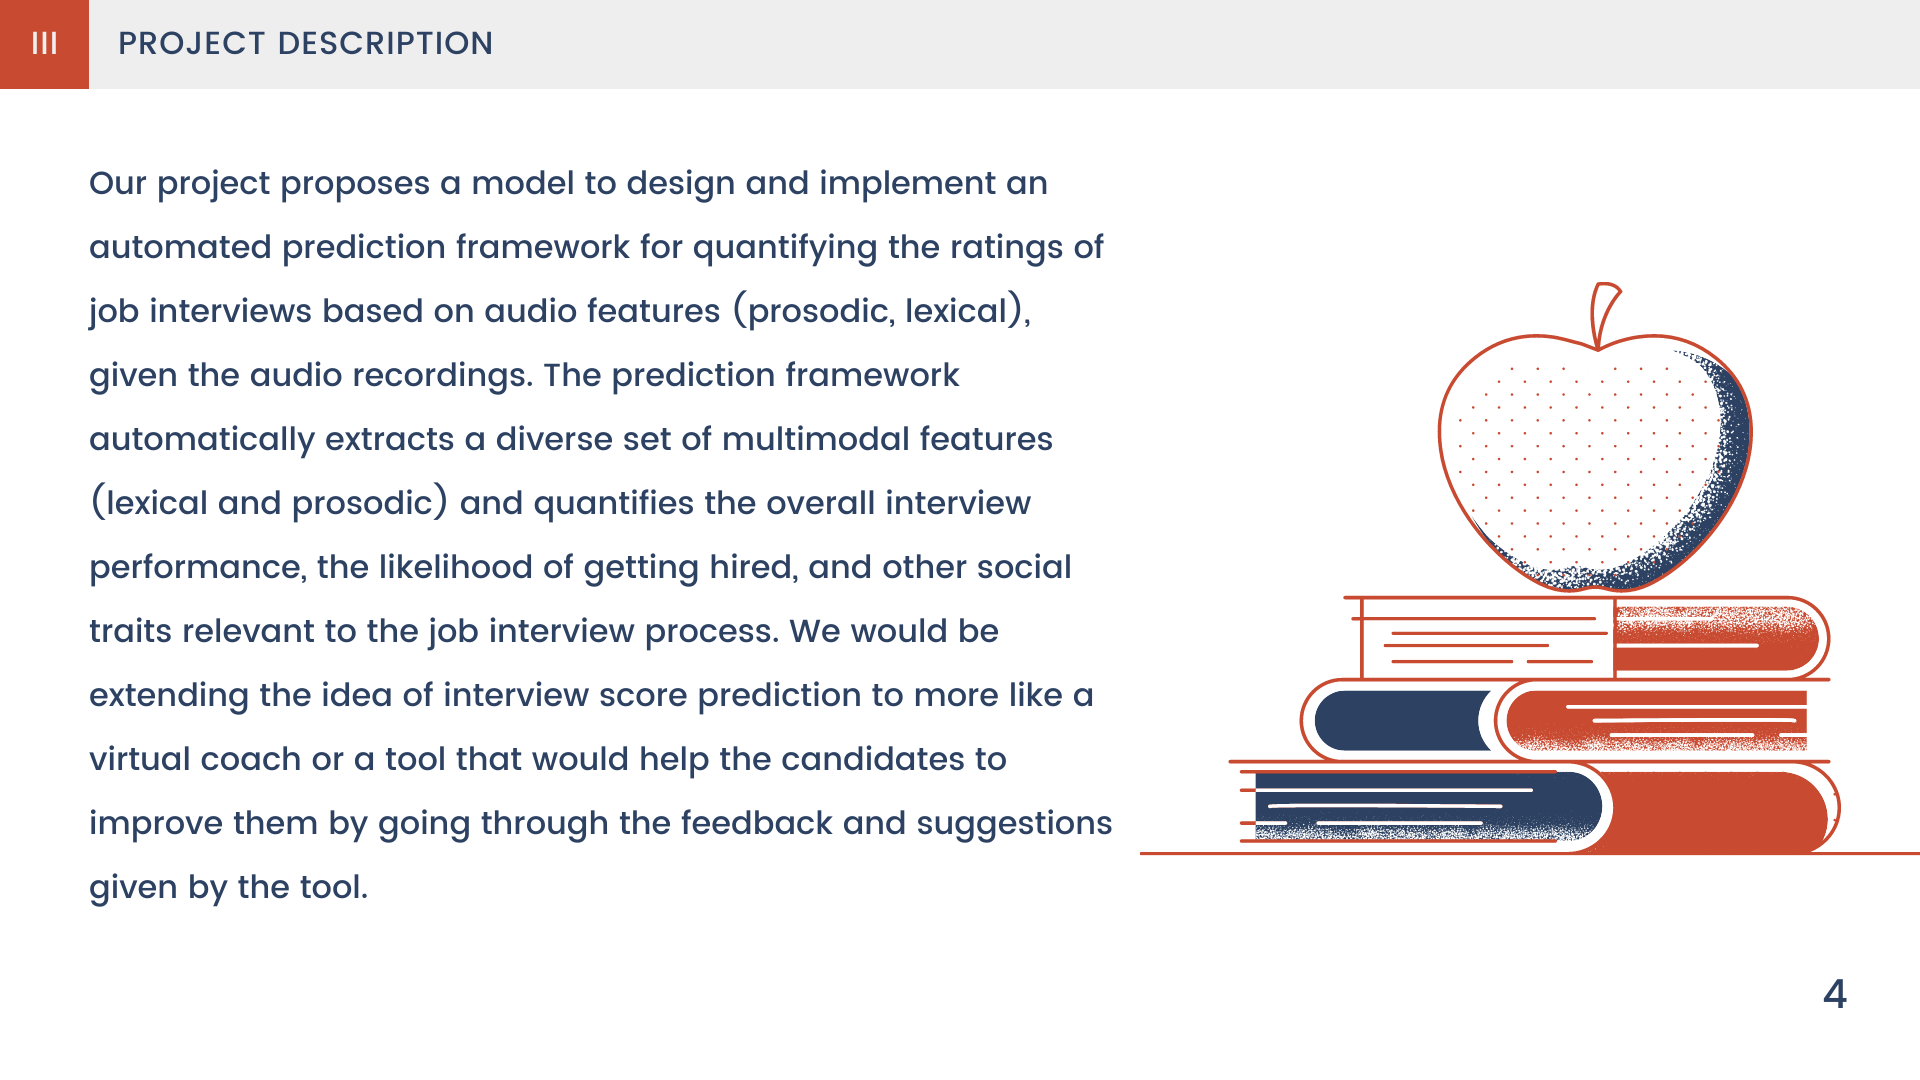 III
PROJECT DESCRIPTION
Our project proposes a model to design and implement an
automated prediction framework for quantifying the ratings of
job interviews based on audio features (prosodic, lexical),
given the audio recordings. The prediction framework
automatically extracts a diverse set of multimodal features
(lexical and prosodic) and quantifies the overall interview
performance, the likelihood of getting hired, and other social
traits relevant to the job interview process. We would be
extending the idea of interview score prediction to more like a
virtual coach or a tool that would help the candidates to
improve them by going through the feedback and suggestions
given by the tool.
4